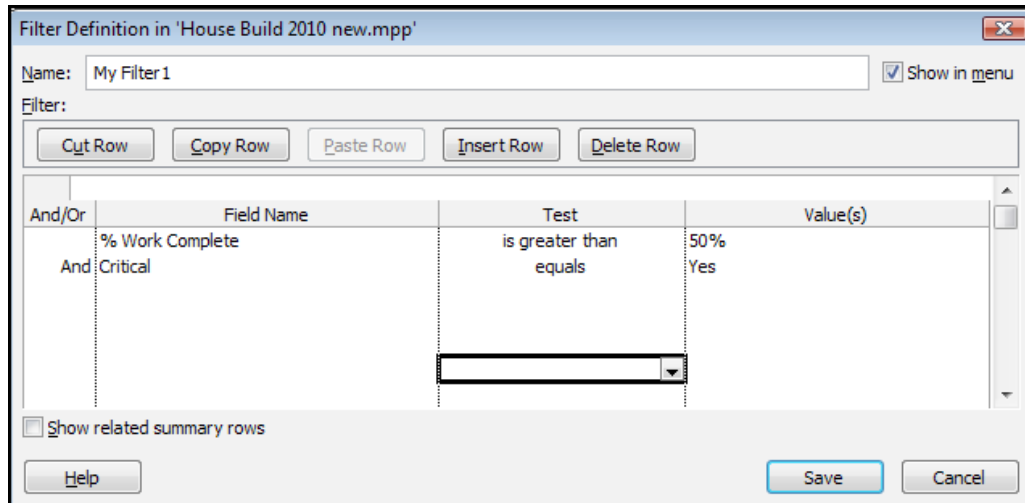 Filter Definition in 'House Build 2010 new.mpp'
Name: My Filter1 Show in menu
Filter:
Cut Row Copy Row Paste Row Insert Row Delete Row
And/Or Field Name Test Value(s)
% Work Complete is greater than 50%
And Critical equals Yes
Show related summary rows
Help Save Cancel